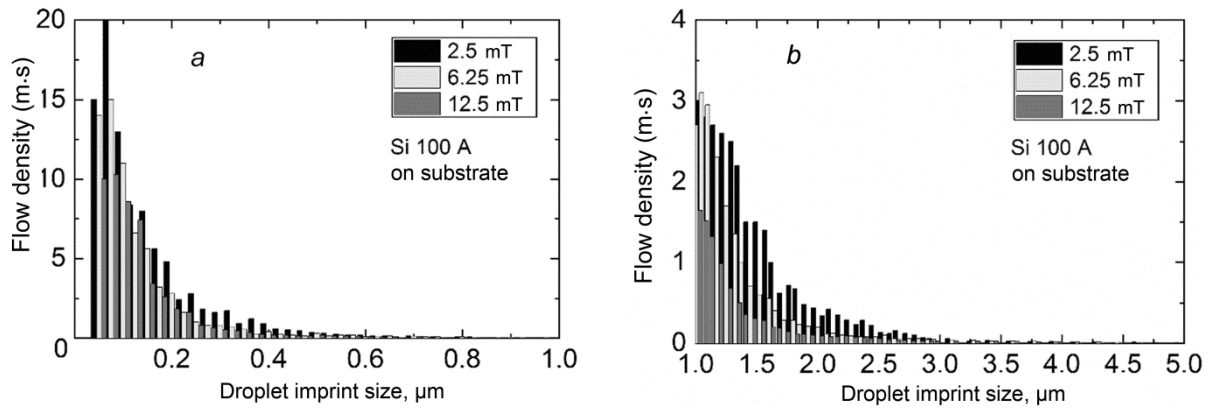 Flow density (m·s)
20
15
10
5
0
a
2.5 mT
6.25 mT
12.5 mT
Si 100 A
on substrate
0.2 0.4 0.6 0.8 1.0
Droplet imprint size, µm
Flow density (m·s)
4
3
2
1
0
b
2.5 mT
6.25 mT
12.5 mT
Si 100 A
on substrate
1.0 1.5 2.0 2.5 3.0 3.5 4.0 4.5 5.0
Droplet imprint size, µm